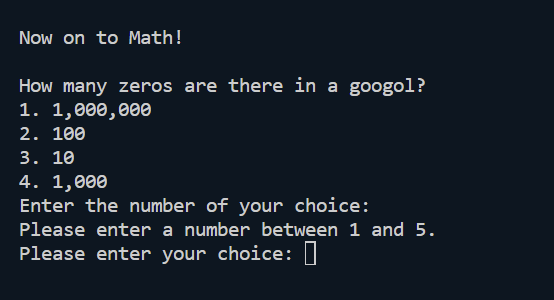 Now on to Math!
How many zeros are there in a googol?
1. 1,000,000
2. 100
3. 10
4. 1,000
Enter the number of your choice:
Please enter a number between 1 and 5.
Please enter your choice: